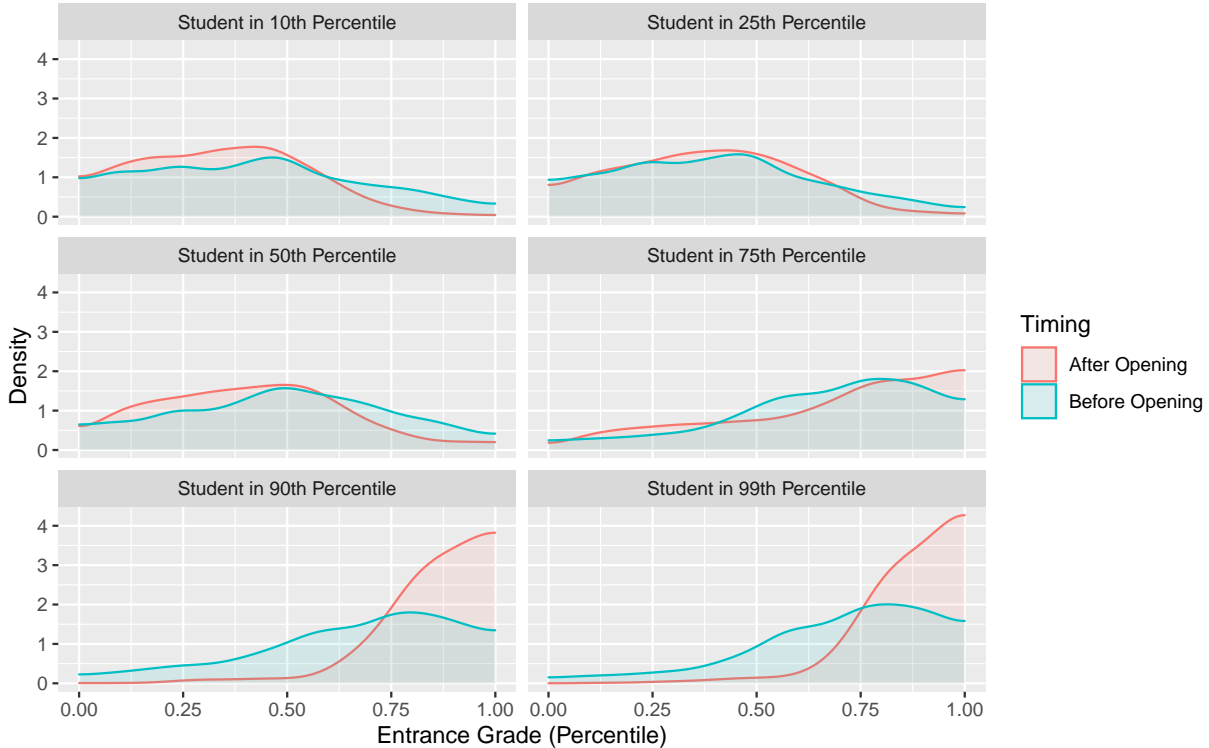 Student in 10th Percentile
Student in 25th Percentile
4
3
2
1
0
Student in 50th Percentile
Student in 75th Percentile
4
3
2
1
0
Student in 90th Percentile
Student in 99th Percentile
4
3
2
1
0
0.00 0.25 0.50 0.75 1.00
0.00 0.25 0.50 0.75 1.00
Density
Entrance Grade (Percentile)
Timing
After Opening
Before Opening